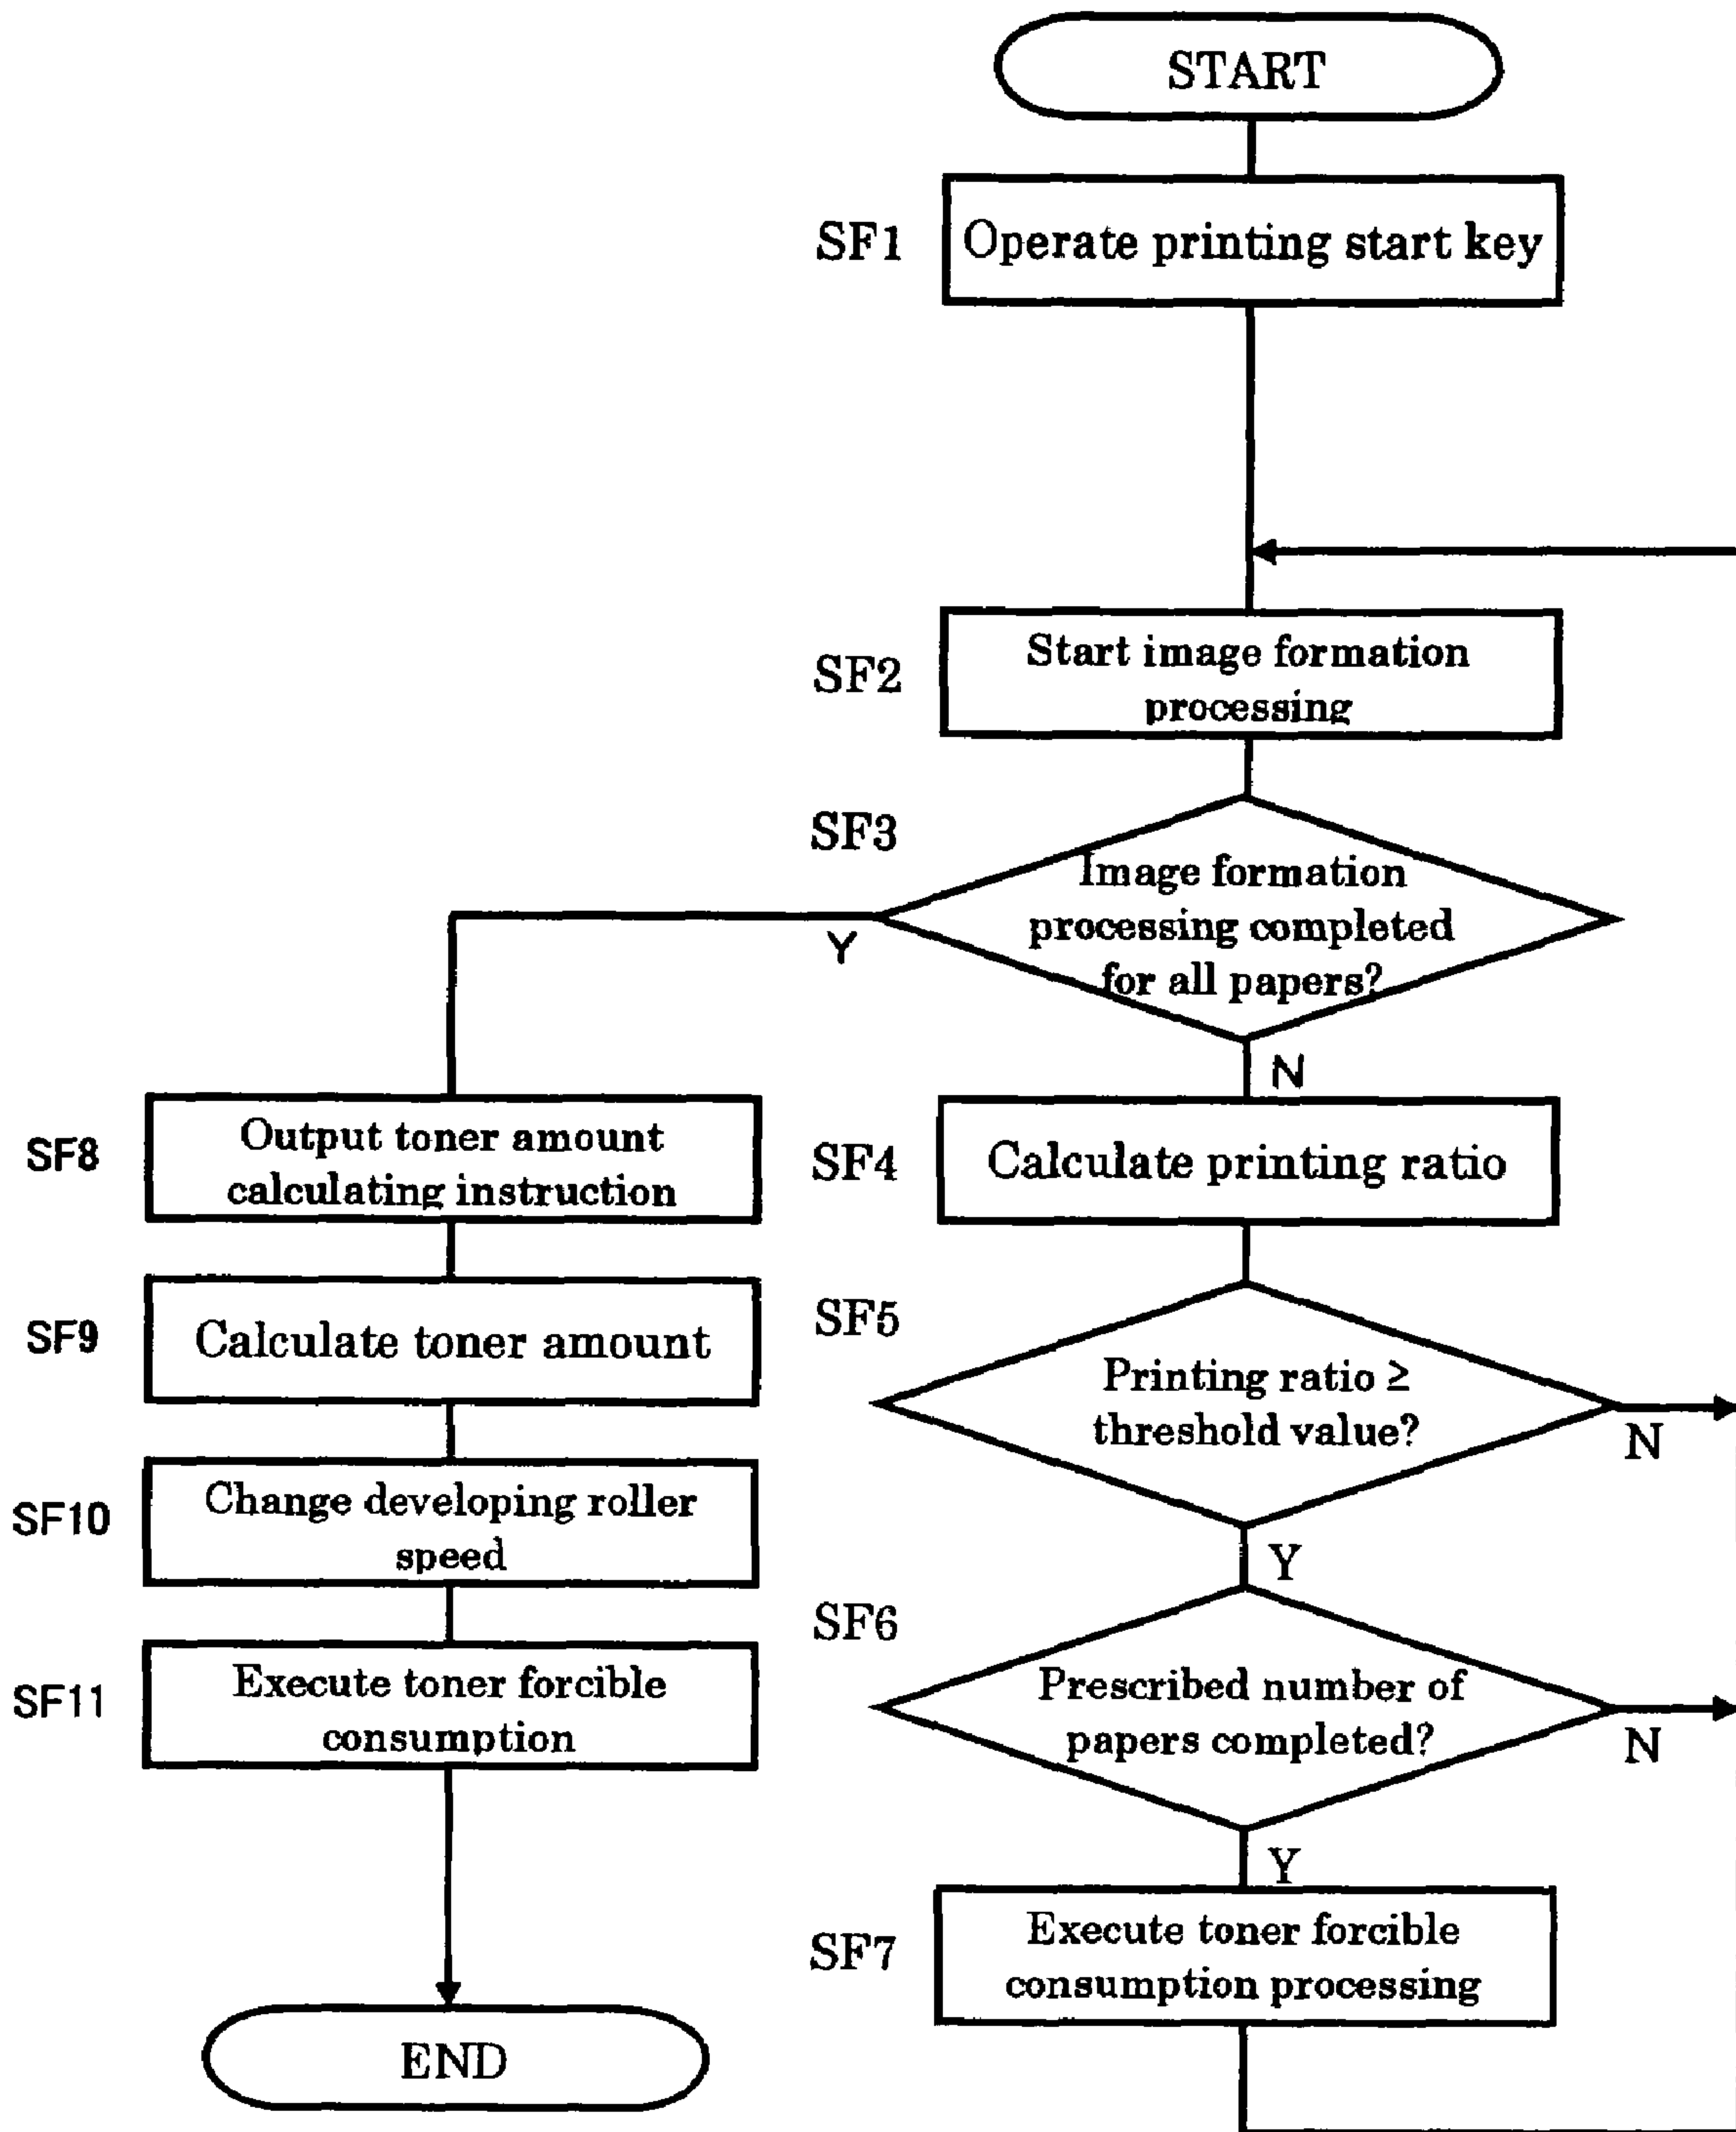 START
SF1
Operate printing start key
SF2
Start image formation
processing
SF3
Image formation
processing completed
for all papers?
Y
N
SF8
Output toner amount
calculating instruction
SF4
Calculate printing ratio
SF9
Calculate toner amount
SF5
Printing ratio ≥
threshold value?
N
Y
SF10
Change developing roller
speed
SF6
Prescribed number of
papers completed?
N
Y
SF11
Execute toner forcible
consumption
SF7
Execute toner forcible
consumption processing
END